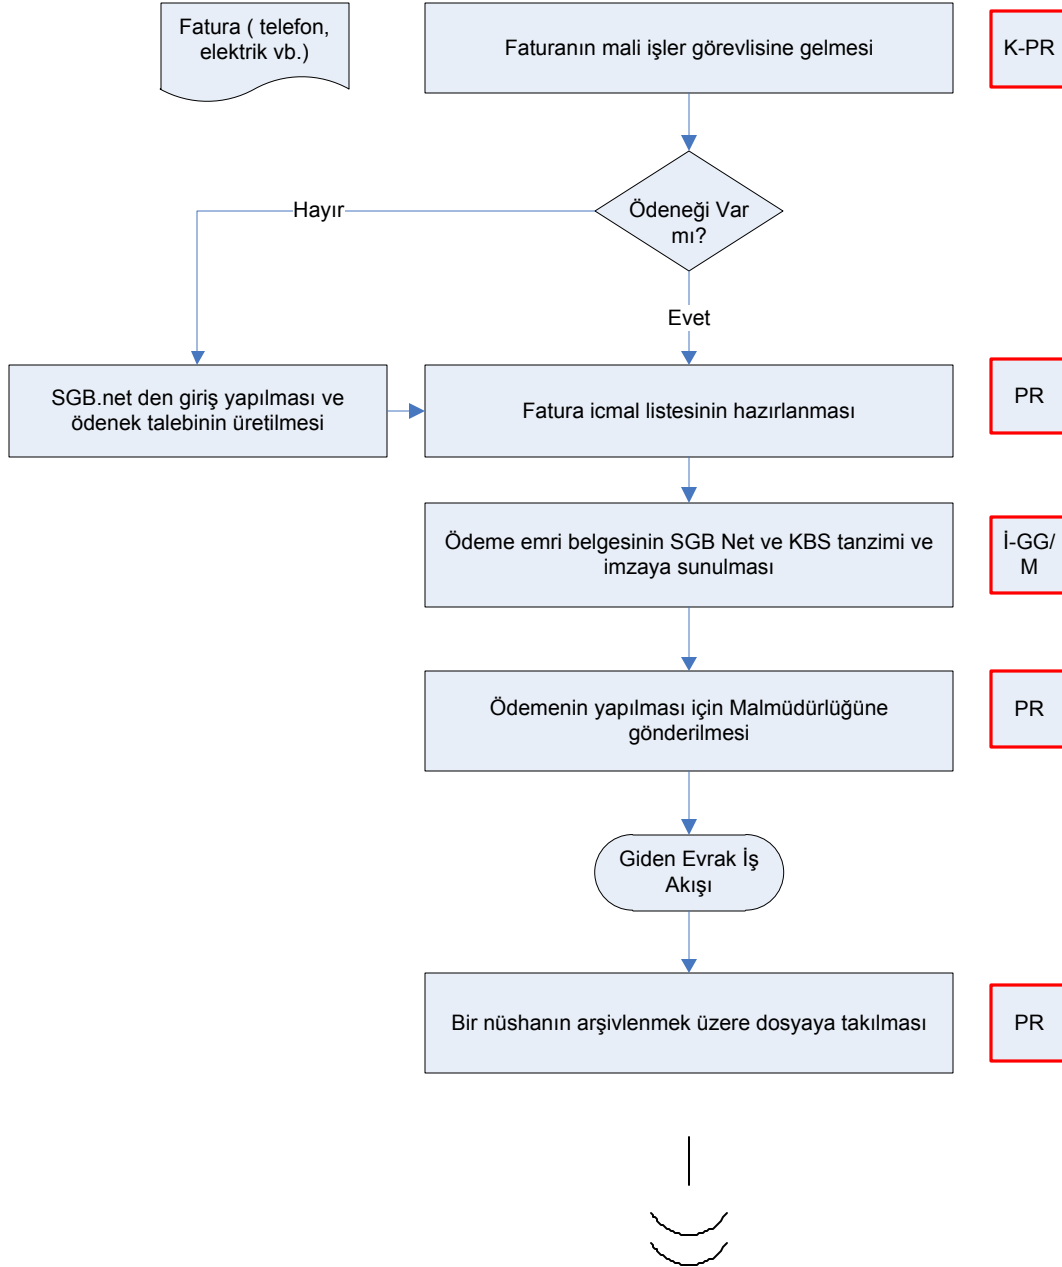 Fatura ( telefon,
elektrik vb.)
Faturanın mali işler görevlisine gelmesi
K-PR
Ödeneği Var
mı?
Hayır
Evet
SGB.net den giriş yapılması ve
ödenek talebinin üretilmesi
Fatura icmal listesinin hazırlanması
PR
Ödeme emri belgesinin SGB Net ve KBS tanzimi ve
imzaya sunulması
İ-GG/
M
Ödemenin yapılması için Malmüdürlüğüne
gönderilmesi
PR
Giden Evrak İş
Akışı
Bir nüshanın arşivlenmek üzere dosyaya takılması
PR